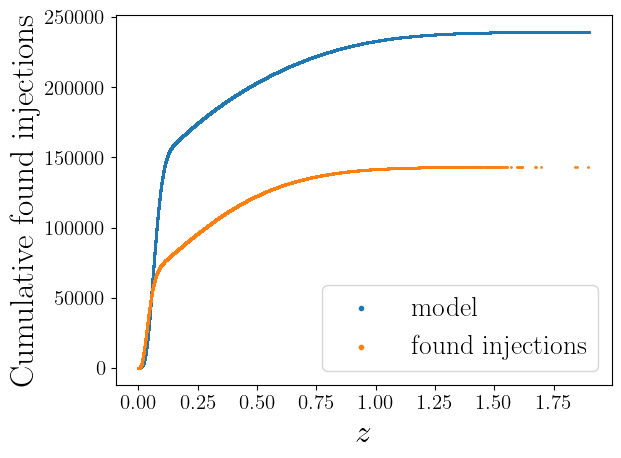 Cumulative found injections
250000
200000
150000
100000
50000
0
model
found injections
0.00 0.25 0.50 0.75 1.00 1.25 1.50 1.75
z